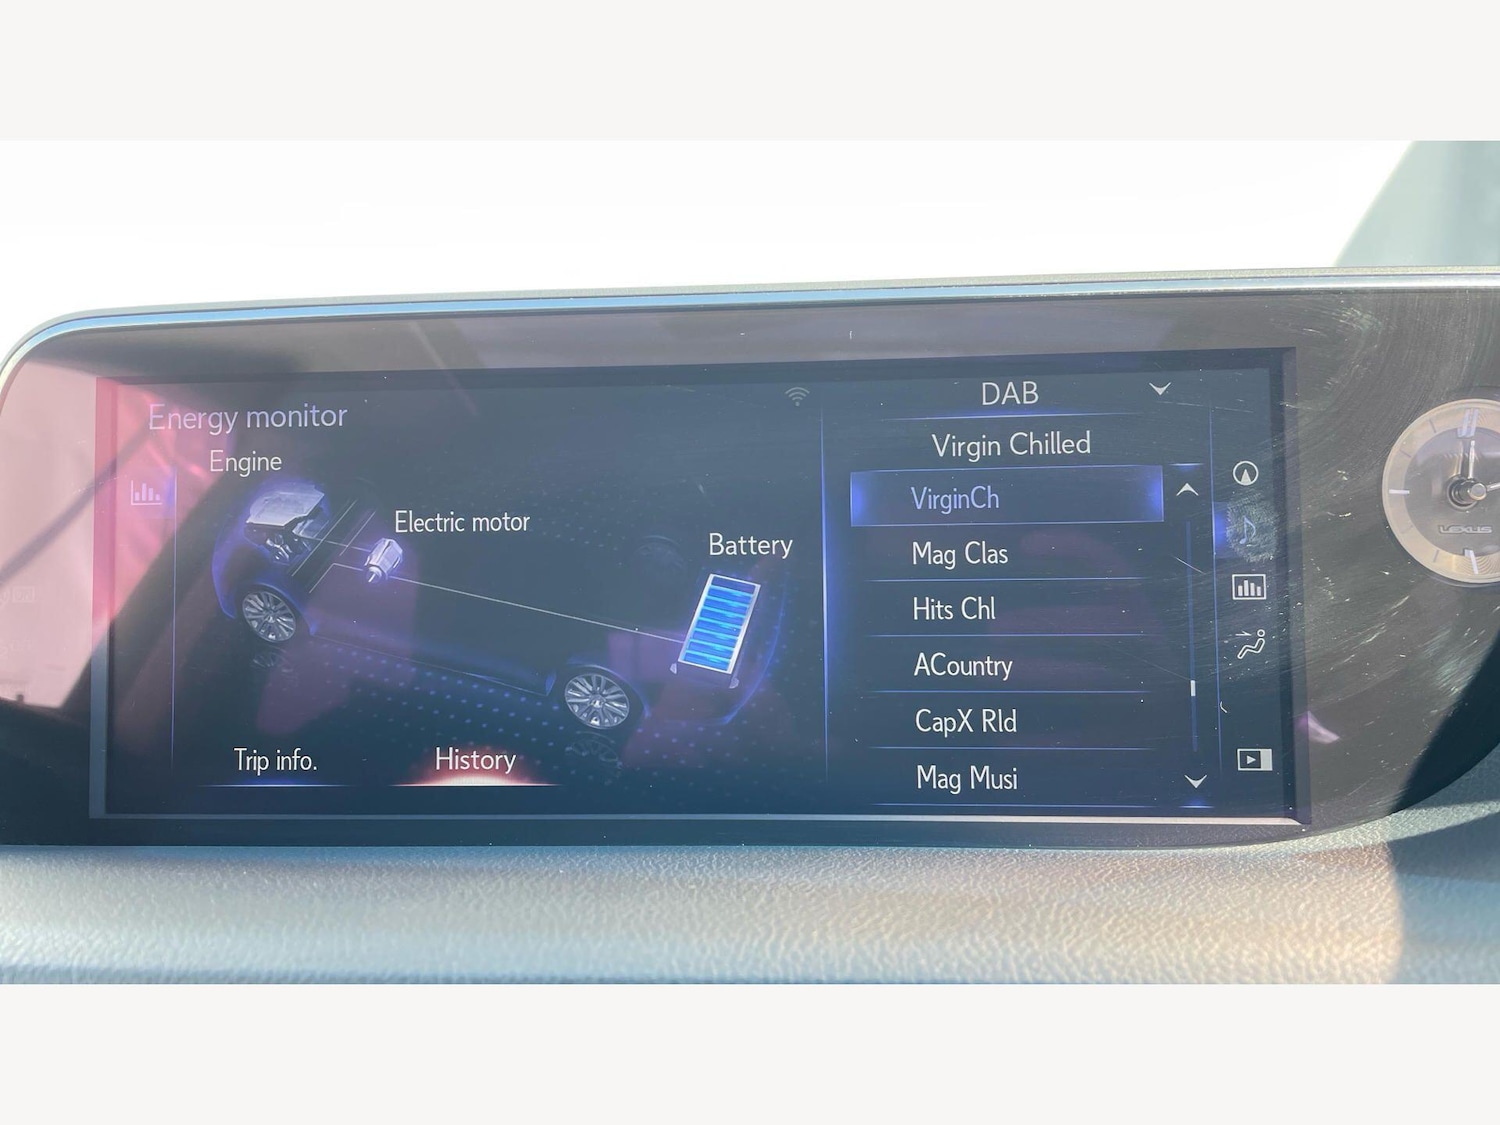 Energy monitor
Engine
Electric motor
Battery
Trip info.
History
DAB
Virgin Chilled
VirginCh
Mag Clas
Hits Chl
ACountry
CapX Rld
Mag Musi
LEXUS